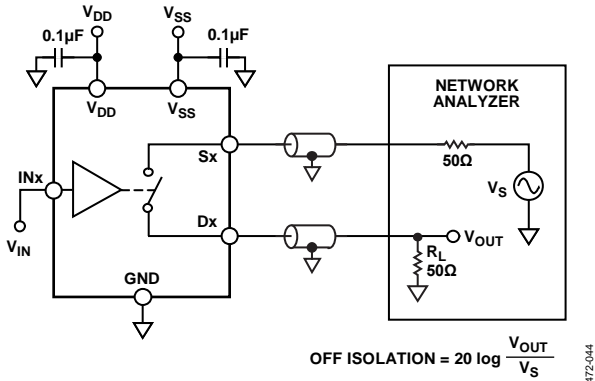 VDD
VSS
0.1µF
0.1µF
VDD
VSS
NETWORK
ANALYZER
Sx
50Ω
INx
VS
Dx
VOUT
VIN
RL
50Ω
GND
OFF ISOLATION = 20 log VOUT
VS
472-044